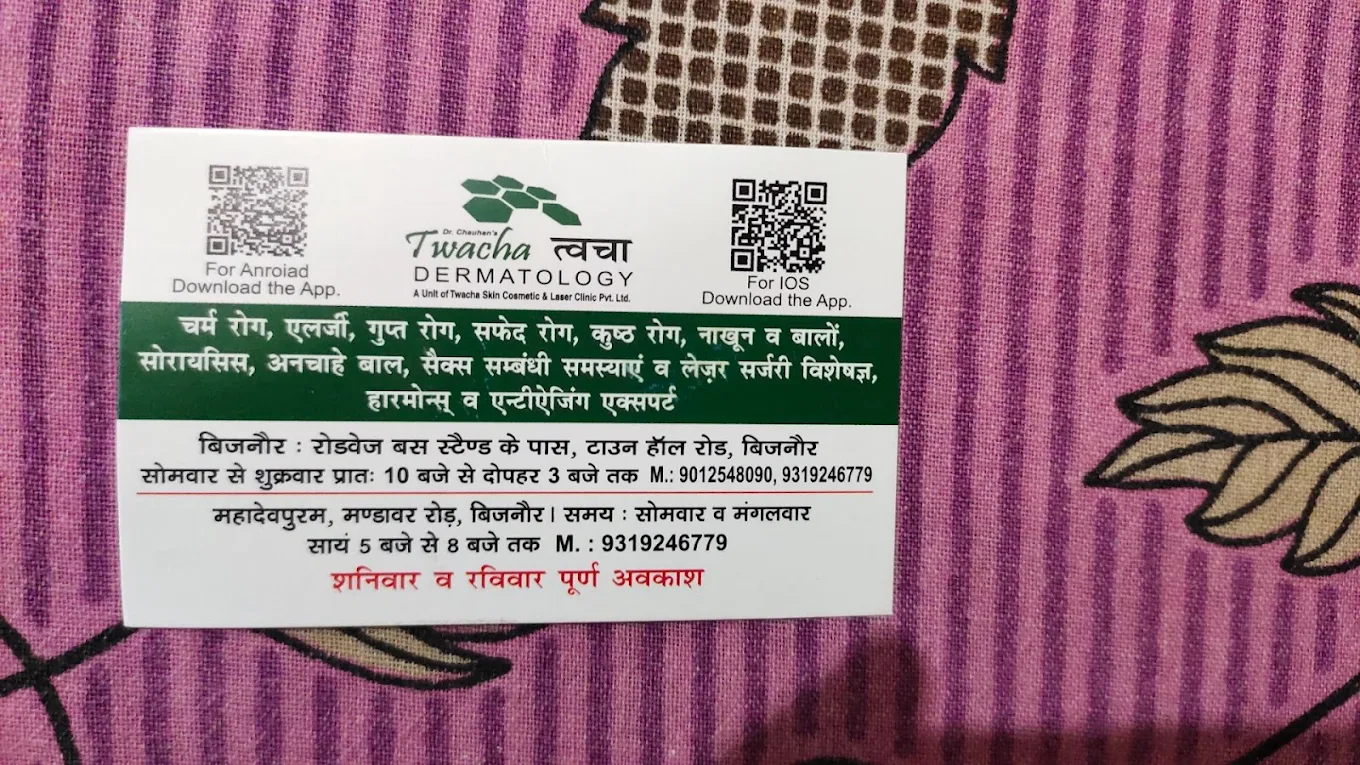 Dr. Chauhan's
Twacha त्वचा
DERMATOLOGY
A Unit of Twacha Skin Cosmetic & Laser Clinic Pvt. Ltd.
For Anroiad
Download the App.
For IOS
Download the App.
चर्म रोग, एलर्जी, गुप्त रोग, सफेद रोग, कुष्ठ रोग, नाखून व बालों,
सोरायसिस, अनचाहे बाल, सैक्स सम्बंधी समस्याएं व लेज़र सर्जरी विशेषज्ञ,
हारमोन्स् व एन्टीऐजिंग एक्सपर्ट
बिजनौर : रोडवेज बस स्टैण्ड के पास, टाउन हॉल रोड, बिजनौर
सोमवार से शुक्रवार प्रातः 10 बजे से दोपहर 3 बजे तक M.: 9012548090, 9319246779
महादेवपुरम, मण्डावर रोड़, बिजनौर। समय : सोमवार व मंगलवार
सायं 5 बजे से 8 बजे तक M. : 9319246779
शनिवार व रविवार पूर्ण अवकाश